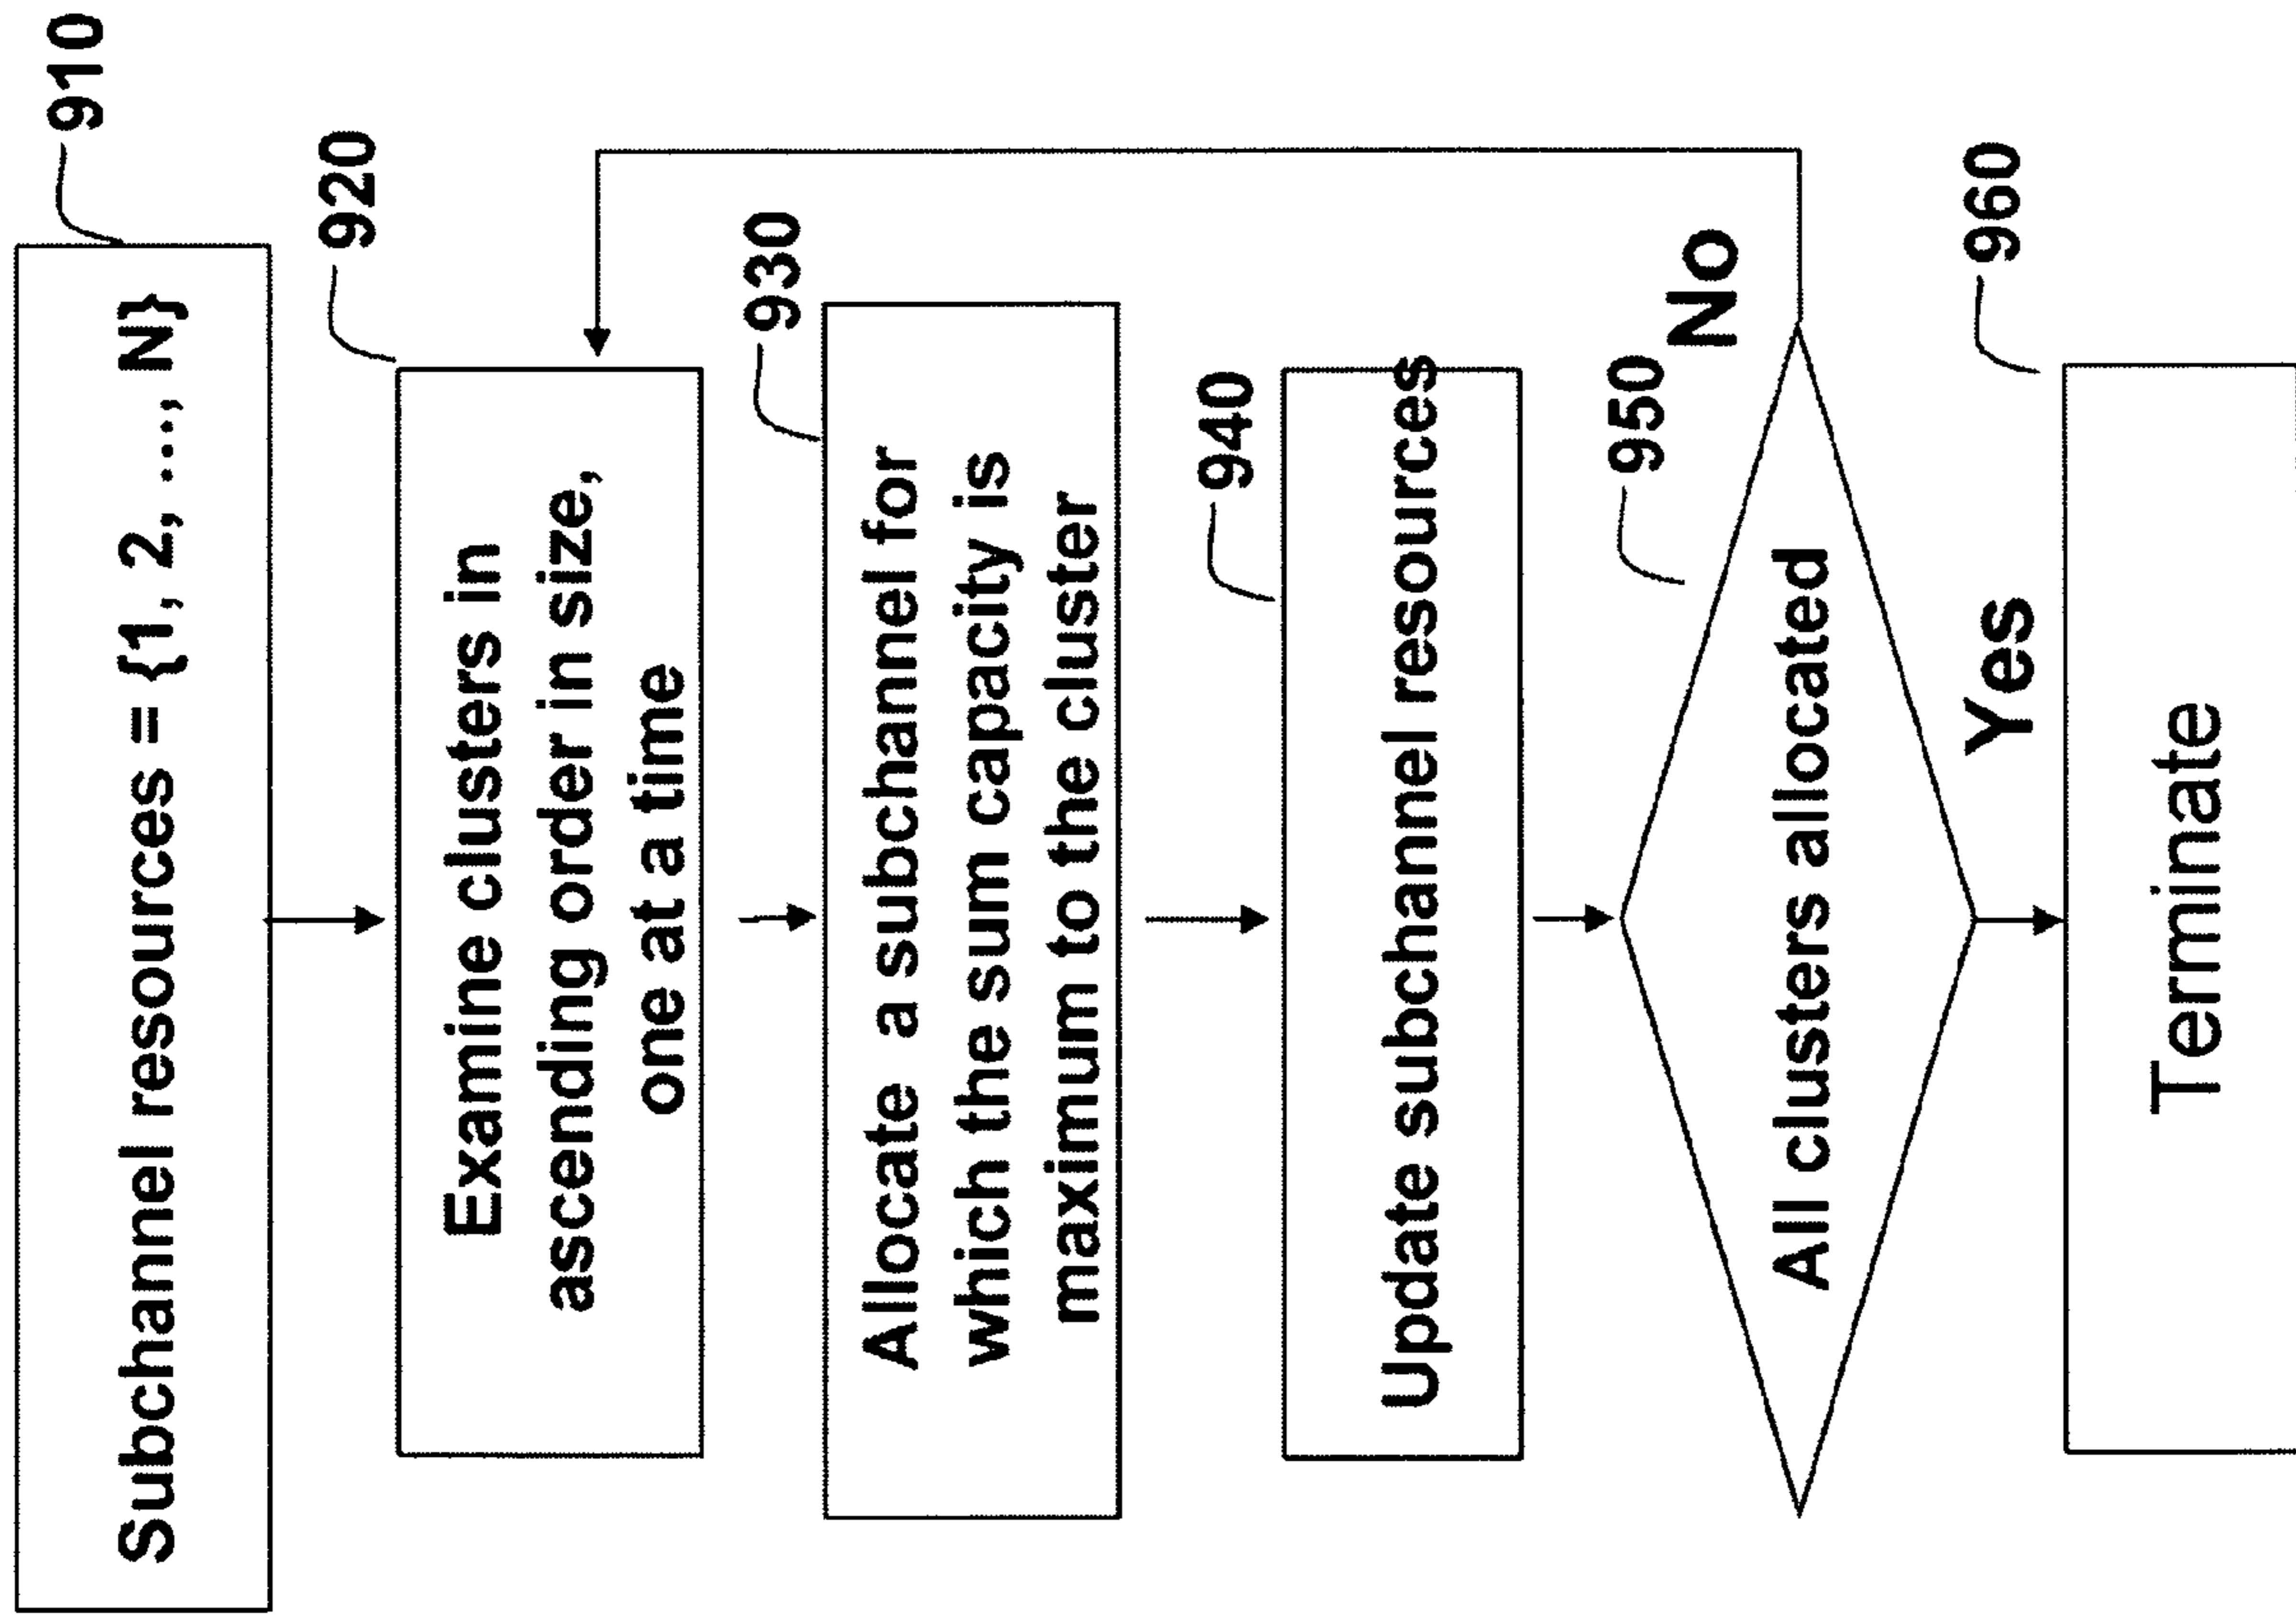 910
Subchannel resources = {1, 2, ..., N}
920
Examine clusters in
ascending order in size,
one at a time
930
Allocate a subchannel for
which the sum capacity is
maximum to the cluster
940
Update subchannel resources
950
No
All clusters allocated
Yes
960
Terminate